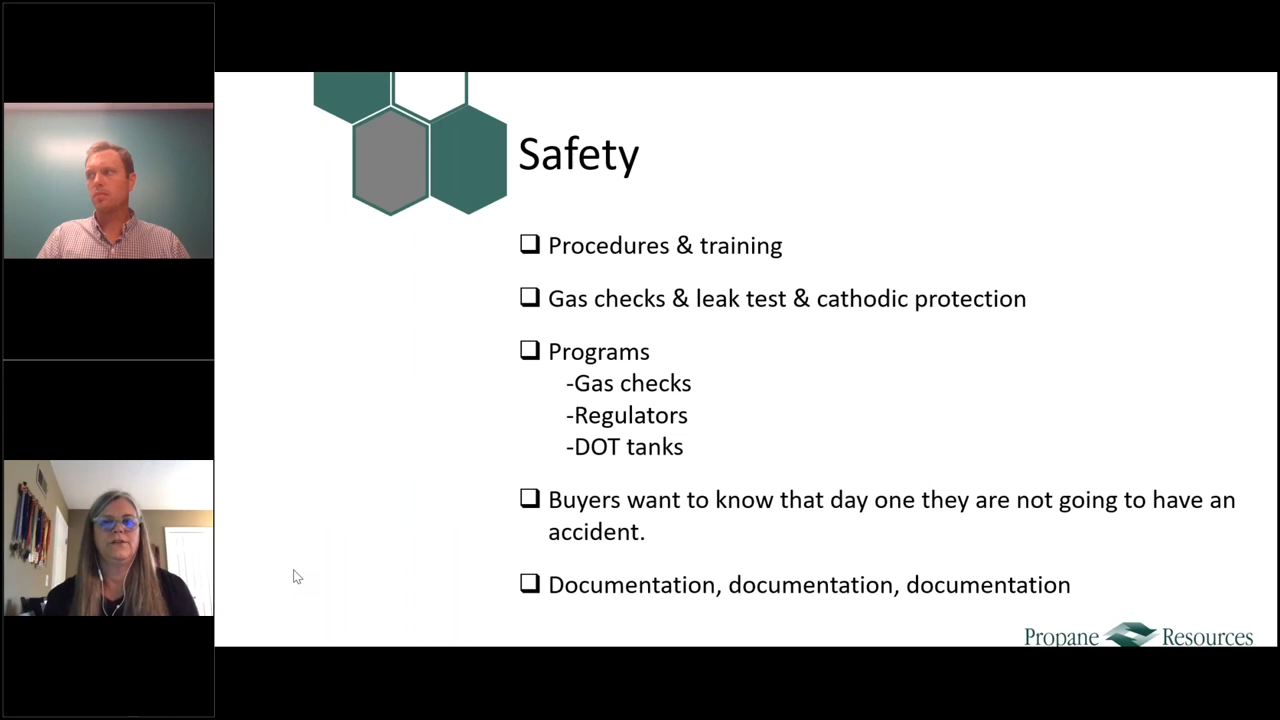 Safety
❑ Procedures & training
❑ Gas checks & leak test & cathodic protection
❑ Programs
-Gas checks
-Regulators
-DOT tanks
❑ Buyers want to know that day one they are not going to have an
accident.
❑ Documentation, documentation, documentation
Propane Resources